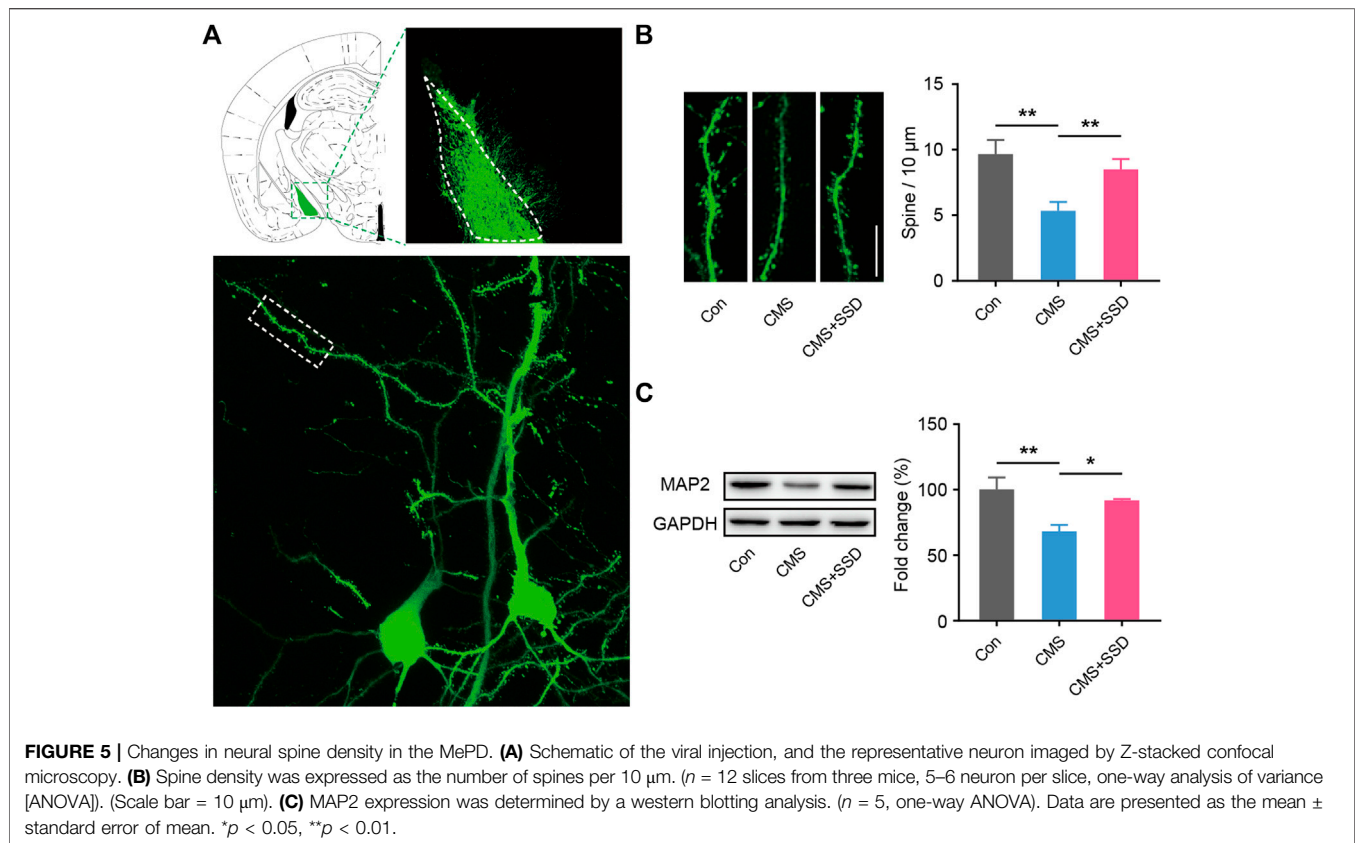 A
B
15
10
5
0
Spine / 10 μm
**
**
Con
CMS
CMS+SSD
Con
CMS
CMS+SSD
C
MAP2
GAPDH
Con
CMS
CMS+SSD
150
100
50
0
Fold change (%)
**
*
Con
CMS
CMS+SSD
FIGURE 5 | Changes in neural spine density in the MePD. (A) Schematic of the viral injection, and the representative neuron imaged by Z-stacked confocal
microscopy. (B) Spine density was expressed as the number of spines per 10 μm. (n = 12 slices from three mice, 5–6 neuron per slice, one-way analysis of variance
[ANOVA]). (Scale bar = 10 μm). (C) MAP2 expression was determined by a western blotting analysis. (n = 5, one-way ANOVA). Data are presented as the mean ±
standard error of mean. *p < 0.05, **p < 0.01.